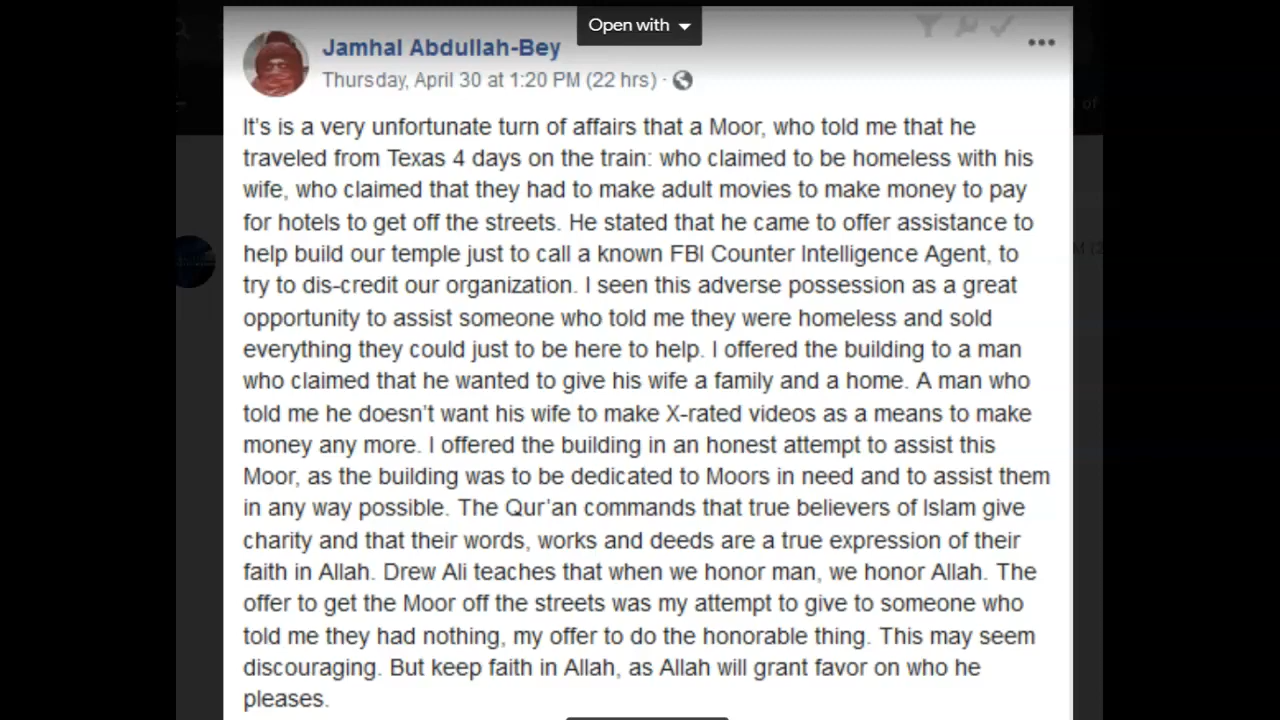 Open with
Jamhal Abdullah-Bey
Thursday, April 30 at 1:20 PM (22 hrs) ·
It's is a very unfortunate turn of affairs that a Moor, who told me that he
traveled from Texas 4 days on the train: who claimed to be homeless with his
wife, who claimed that they had to make adult movies to make money to pay
for hotels to get off the streets. He stated that he came to offer assistance to
help build our temple just to call a known FBI Counter Intelligence Agent, to
try to dis-credit our organization. I seen this adverse possession as a great
opportunity to assist someone who told me they were homeless and sold
everything they could just to be here to help. I offered the building to a man
who claimed that he wanted to give his wife a family and a home. A man who
told me he doesn't want his wife to make X-rated videos as a means to make
money any more. I offered the building in an honest attempt to assist this
Moor, as the building was to be dedicated to Moors in need and to assist them
in any way possible. The Qur'an commands that true believers of Islam give
charity and that their words, works and deeds are a true expression of their
faith in Allah. Drew Ali teaches that when we honor man, we honor Allah. The
offer to get the Moor off the streets was my attempt to give to someone who
told me they had nothing, my offer to do the honorable thing. This may seem
discouraging. But keep faith in Allah, as Allah will grant favor on who he
pleases.